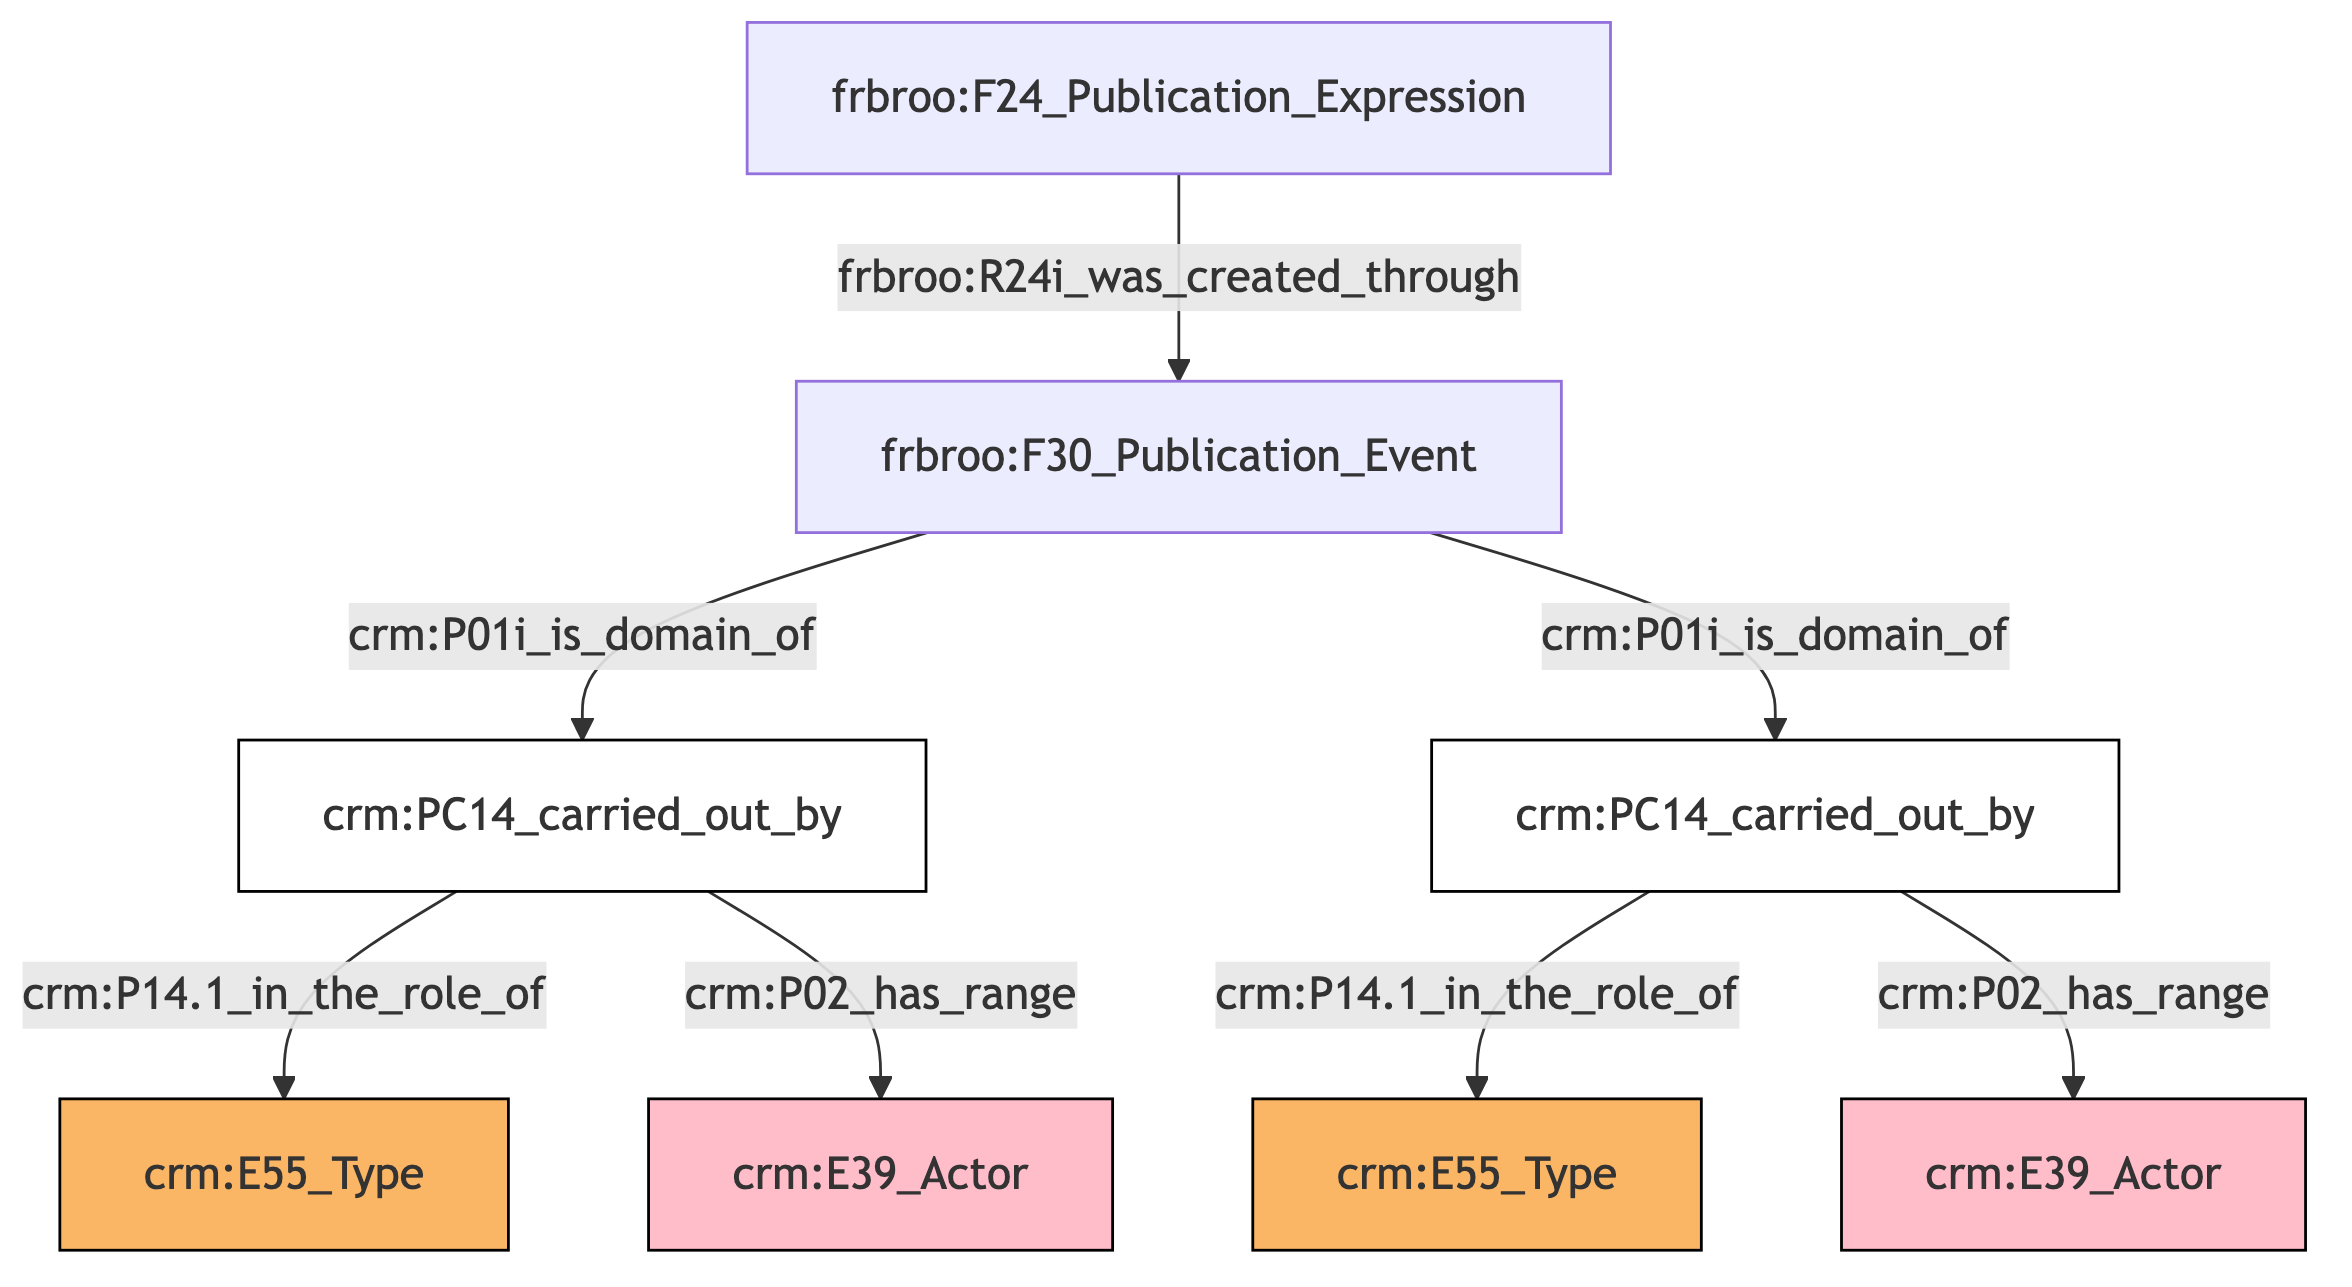 frbroo:F24_Publication_Expression
frbroo:R24i_was_created_through
frbroo:F30_Publication_Event
crm:P01i_is_domain_of
crm:P01i_is_domain_of
crm:PC14_carried_out_by
crm:PC14_carried_out_by
crm:P14.1_in_the_role_of
crm:P02_has_range
crm:P14.1_in_the_role_of
crm:P02_has_range
crm:E55_Type
crm:E39_Actor
crm:E55_Type
crm:E39_Actor